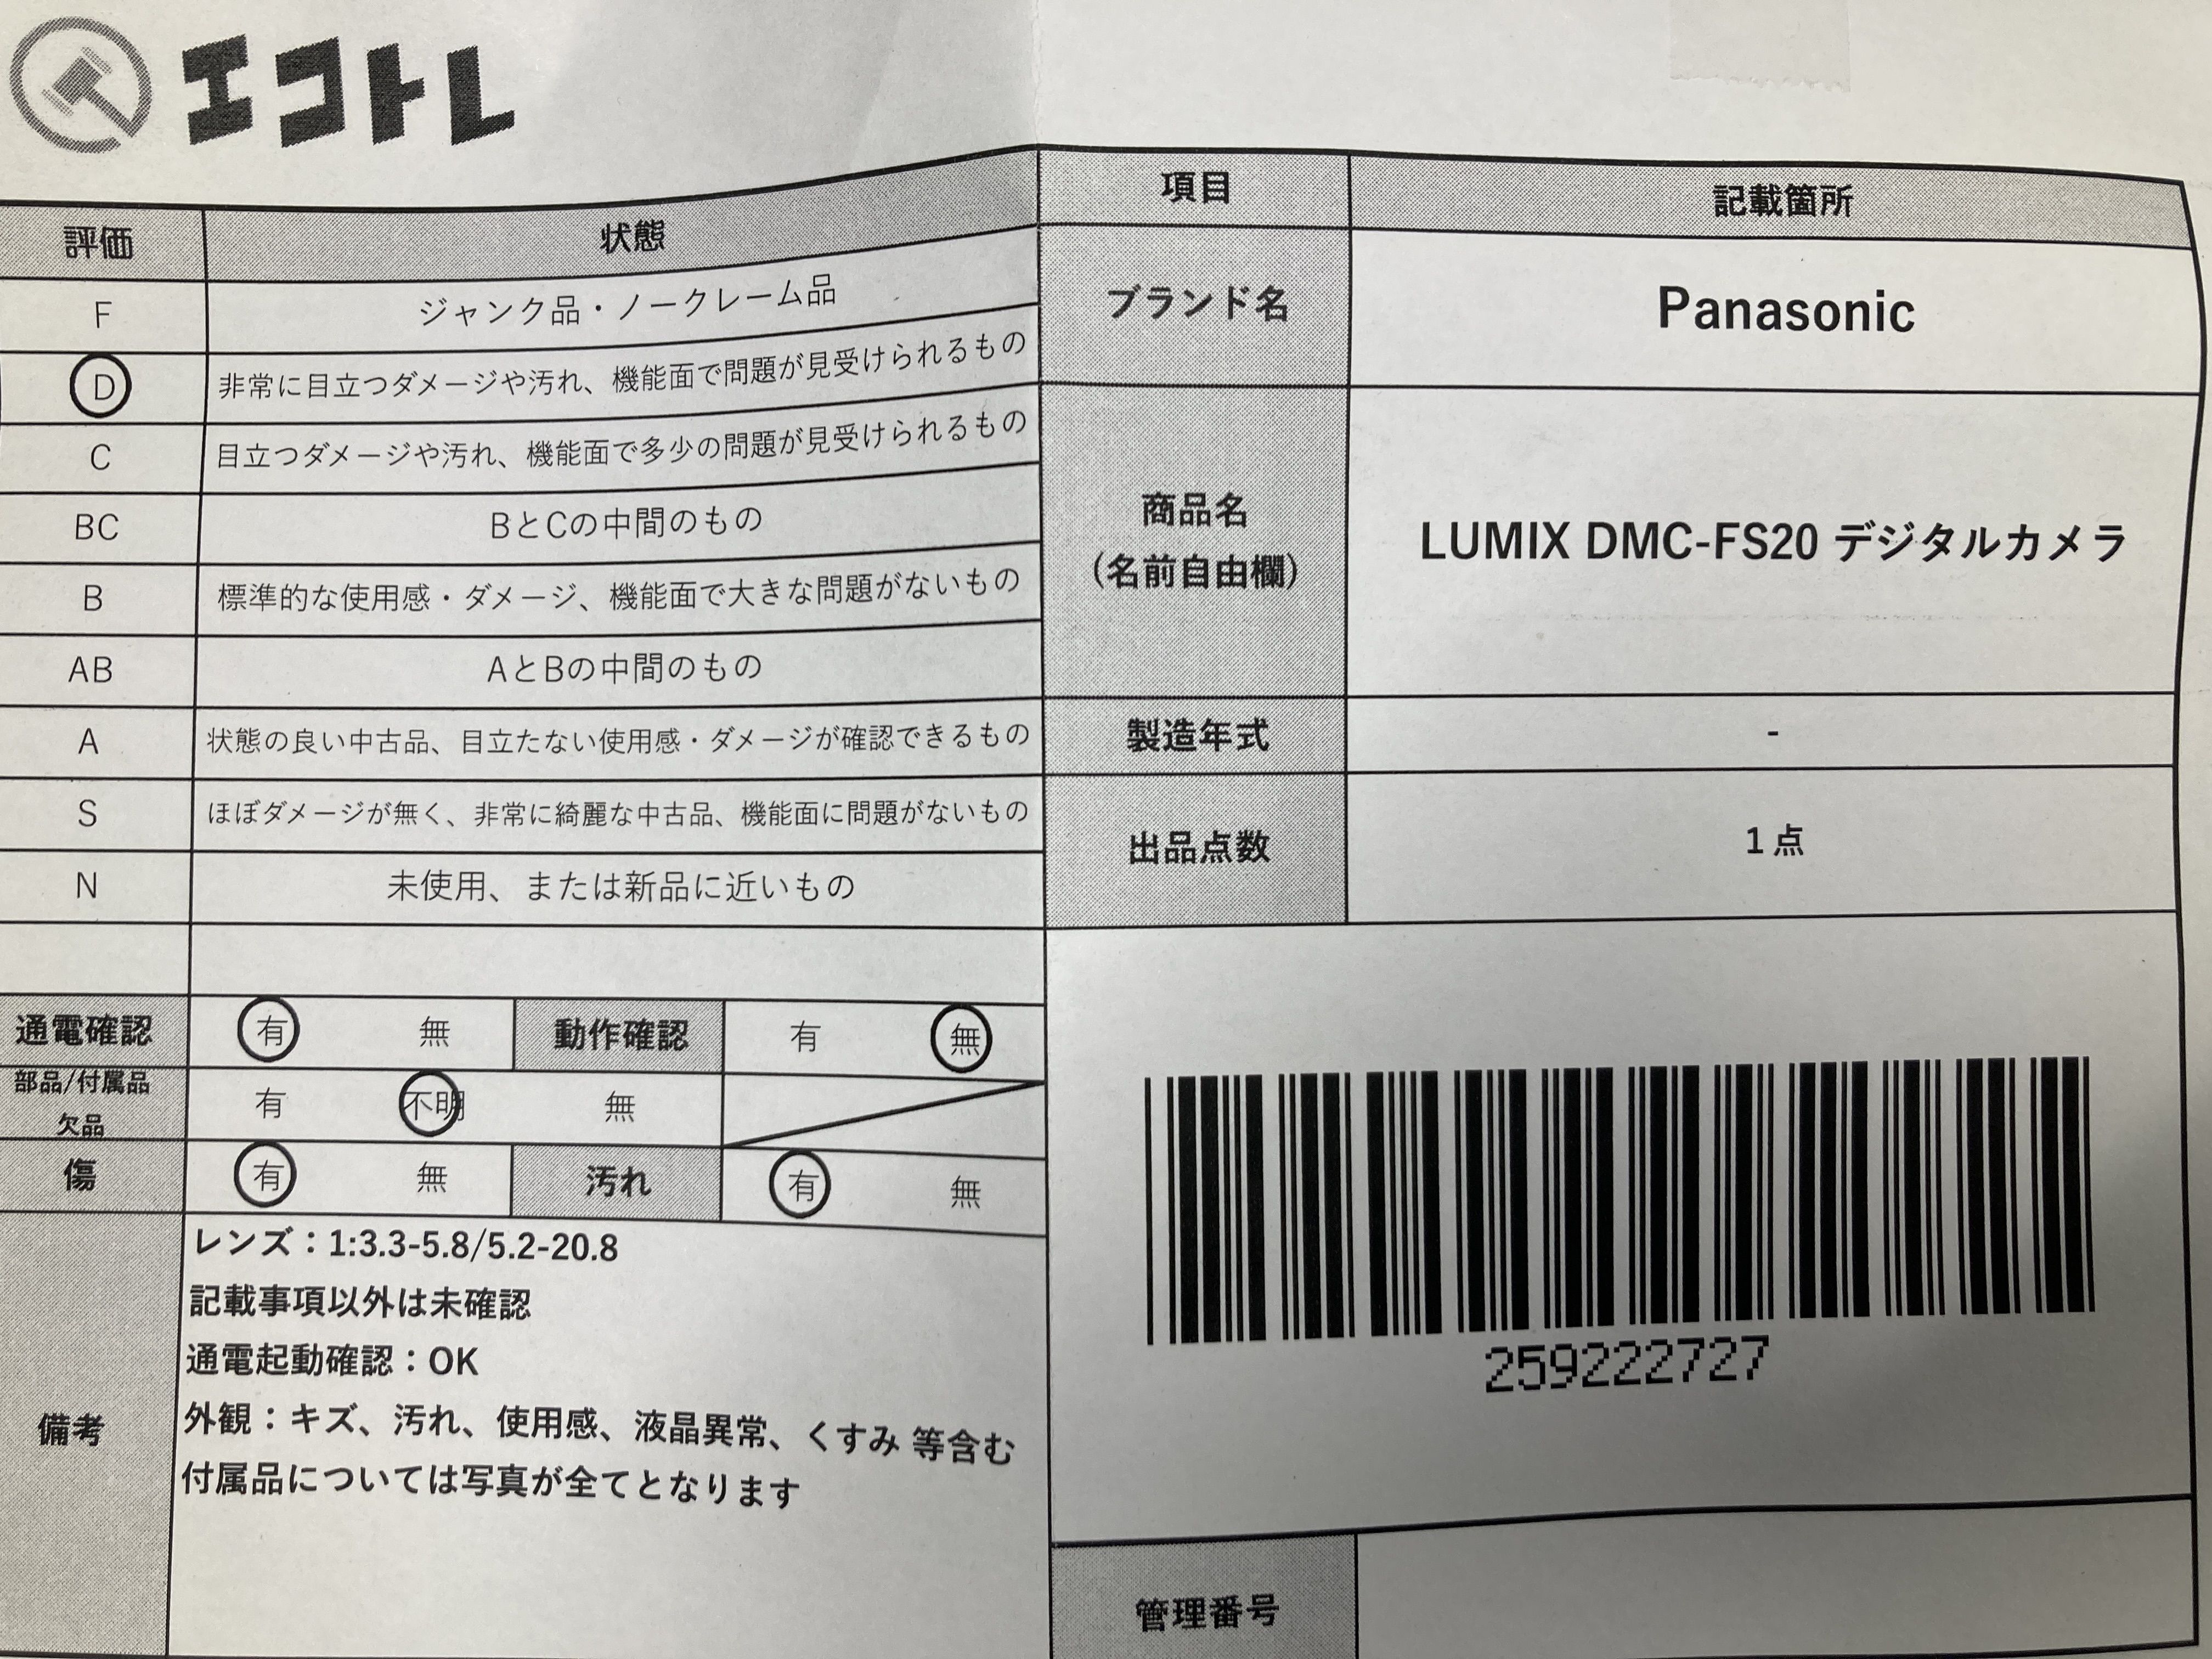 エコトレ
評価 状態
F ジャンク品・ノークレーム品
D 非常に目立つダメージや汚れ、機能面で問題が見受けられるもの
C 目立つダメージや汚れ、機能面で多少の問題が見受けられるもの
BC BとCの中間のもの
B 標準的な使用感・ダメージ、機能面で大きな問題がないもの
AB AとBの中間のもの
A 状態の良い中古品、目立たない使用感・ダメージが確認できるもの
S ほぼダメージが無く、非常に綺麗な中古品、機能面に問題がないもの
N 未使用、または新品に近いもの
通電確認 有 無 動作確認 有 無
部品/付属品
欠品 有 不明 無
傷 有 無 汚れ 有 無
備考
レンズ：1:3.3-5.8/5.2-20.8
記載事項以外は未確認
通電起動確認：OK
外観：キズ、汚れ、使用感、液晶異常、くすみ 等含む
付属品については写真が全てとなります
項目 記載箇所
ブランド名 Panasonic
商品名
（名前自由欄） LUMIX DMC-FS20 デジタルカメラ
製造年式 -
出品点数 1点
259222727
管理番号